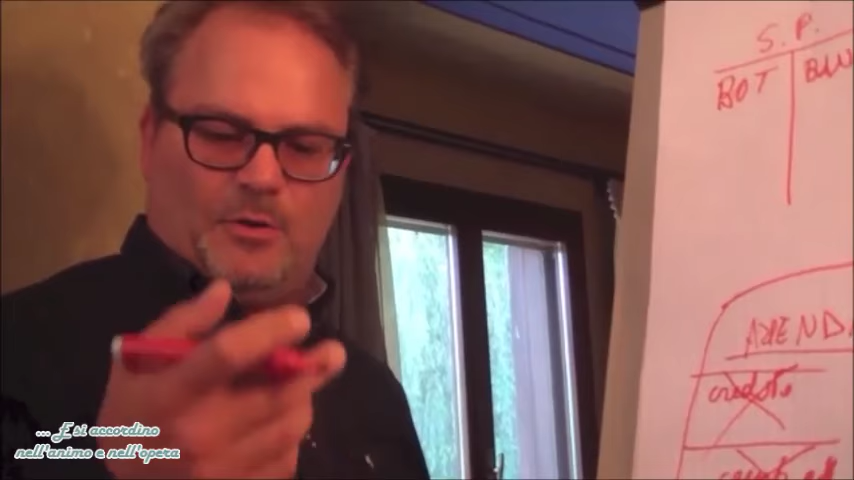 S.P.
BOT
AZIENDA
credito
... E si accordino
nell'animo e nell'opera